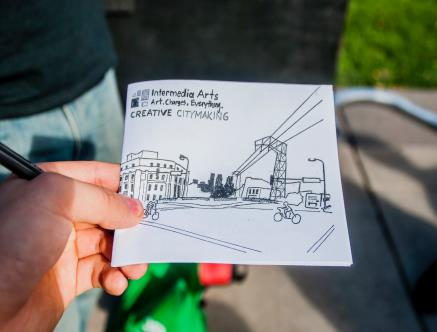 Intermedia Arts
Art. Changes. Everything.
CREATIVE CITYMAKING